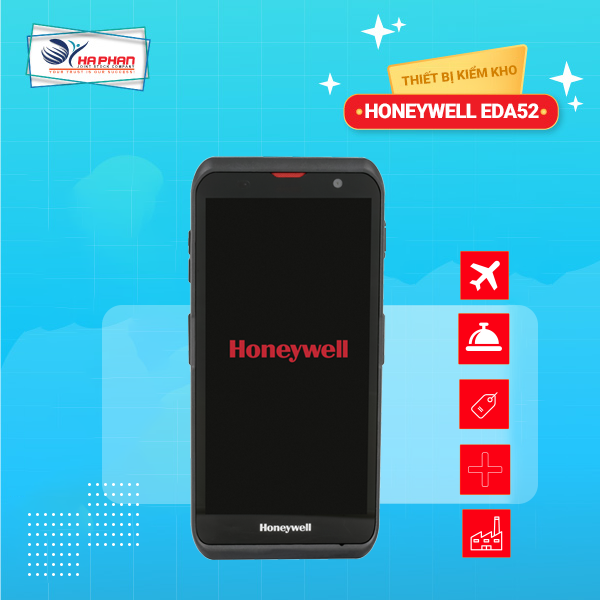 HA PHAN
JOINT STOCK COMPANY
YOUR TRUST IS OUR SUCCESS!
THIẾT BỊ KIỂM KHO
HONEYWELL EDA52
Honeywell
Honeywell